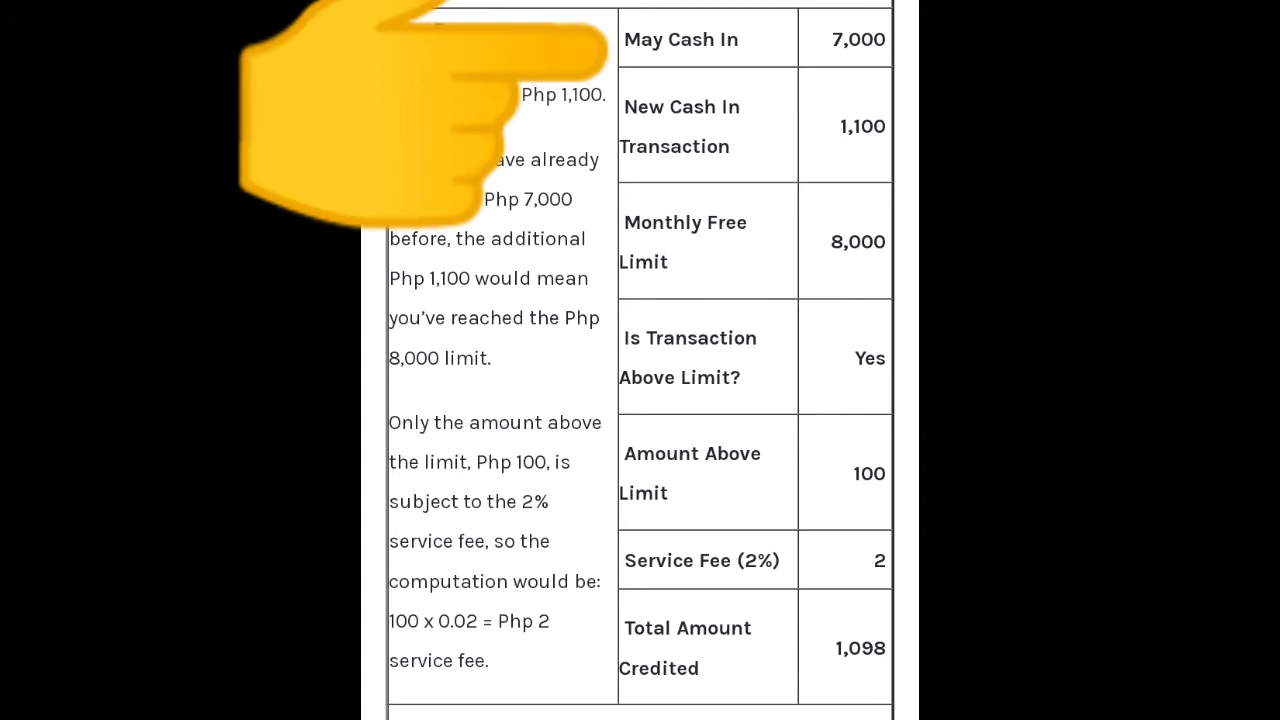 Php 1,100.
already
Php 7,000
before, the additional
Php 1,100 would mean
you've reached the Php
8,000 limit.
Only the amount above
the limit, Php 100, is
subject to the 2%
service fee, so the
computation would be:
100 x 0.02 = Php 2
service fee.
May Cash In 7,000
New Cash In
Transaction
1,100
Monthly Free
Limit
8,000
Is Transaction
Above Limit?
Yes
Amount Above
Limit
100
Service Fee (2%) 2
Total Amount
Credited
1,098